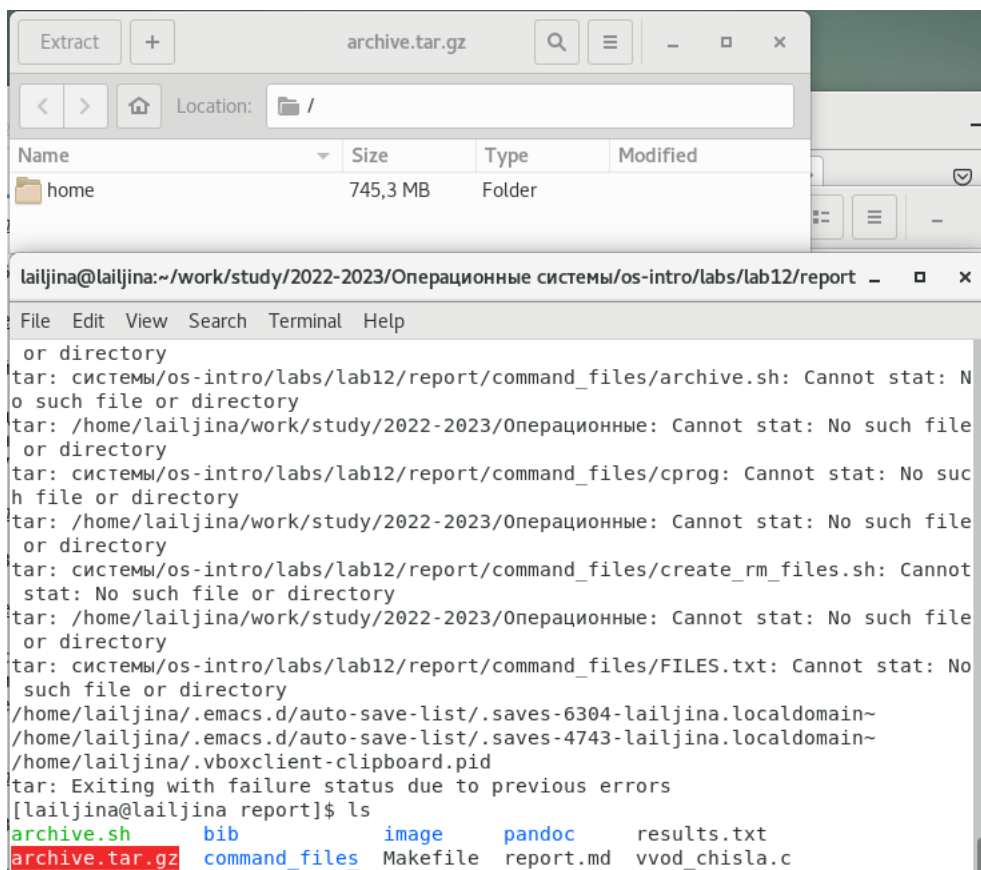 Extract + archive.tar.gz
Location: /
Name Size Type Modified
home 745,3 MB Folder
lailjina@lailjina:~/work/study/2022-2023/Операционные системы/os-intro/labs/lab12/report
File Edit View Search Terminal Help
or directory
tar: системы/os-intro/labs/lab12/report/command_files/archive.sh: Cannot stat: N
o such file or directory
tar: /home/lailjina/work/study/2022-2023/Операционные: Cannot stat: No such file
or directory
tar: системы/os-intro/labs/lab12/report/command_files/cprog: Cannot stat: No suc
h file or directory
tar: /home/lailjina/work/study/2022-2023/Операционные: Cannot stat: No such file
or directory
tar: системы/os-intro/labs/lab12/report/command_files/create_rm_files.sh: Cannot
stat: No such file or directory
tar: /home/lailjina/work/study/2022-2023/Операционные: Cannot stat: No such file
or directory
tar: системы/os-intro/labs/lab12/report/command_files/FILES.txt: Cannot stat: No
such file or directory
/home/lailjina/.emacs.d/auto-save-list/.saves-6304-lailjina.localdomain~
/home/lailjina/.emacs.d/auto-save-list/.saves-4743-lailjina.localdomain~
/home/lailjina/.vboxclient-clipboard.pid
tar: Exiting with failure status due to previous errors
[lailjina@lailjina report]$ ls
archive.sh bib image pandoc results.txt
archive.tar.gz command_files Makefile report.md vvod_chisla.c